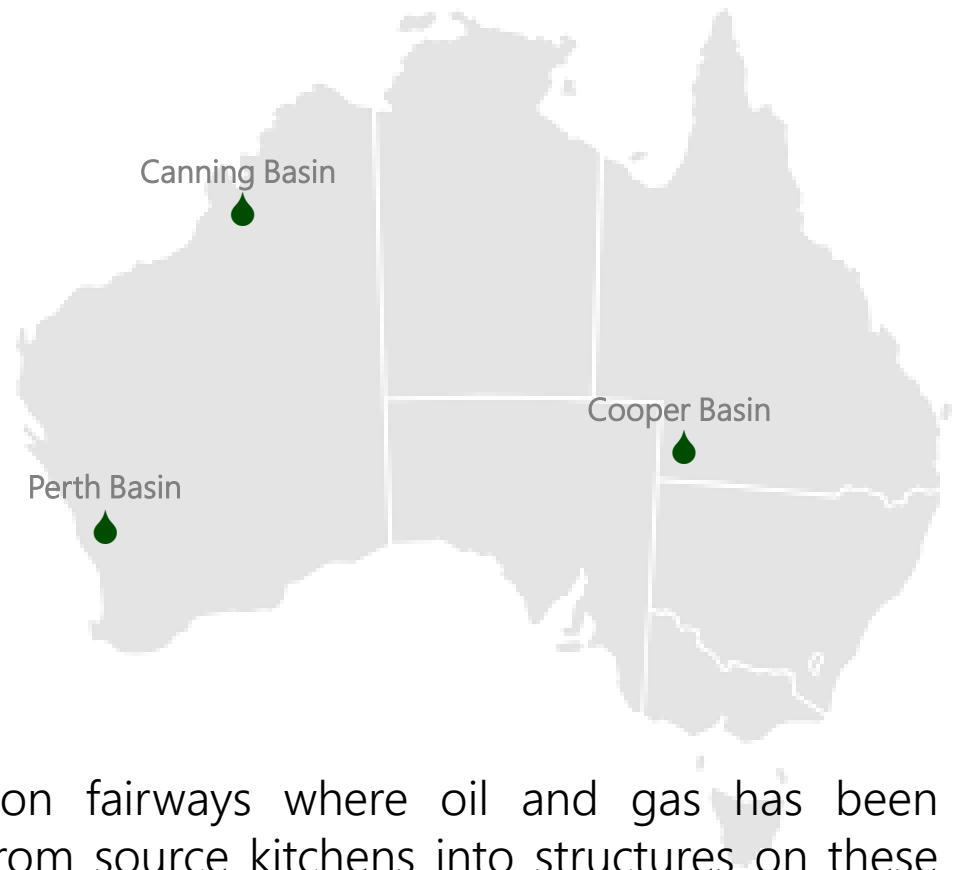 Canning Basin
Cooper Basin
Perth Basin
on fairways where oil and gas has been
from source kitchens into structures on these